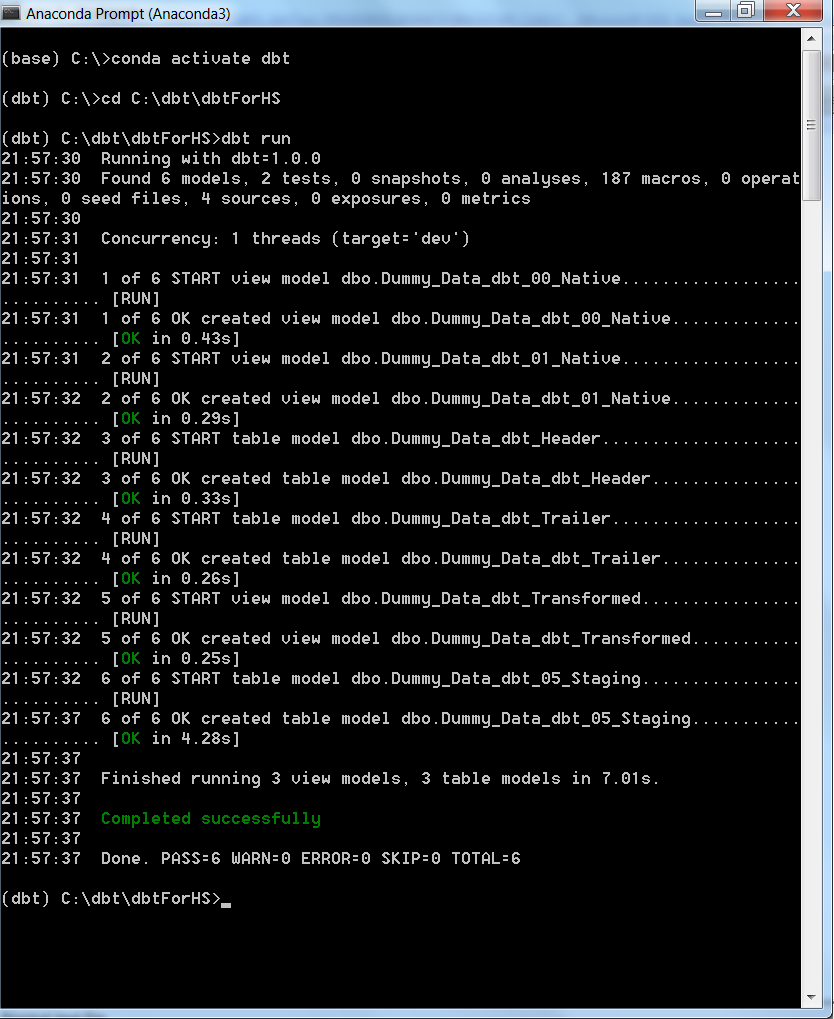 Anaconda Prompt (Anaconda3)
(base) C:\>conda activate dbt
(dbt) C:\>cd C:\dbt\dbtForHS
(dbt) C:\dbt\dbtForHS>dbt run
21:57:30  Running with dbt=1.0.0
21:57:30  Found 6 models, 2 tests, 0 snapshots, 0 analyses, 187 macros, 0 operat
ions, 0 seed files, 4 sources, 0 exposures, 0 metrics
21:57:30
21:57:31  Concurrency: 1 threads (target='dev')
21:57:31
21:57:31  1 of 6 START view model dbo.Dummy_Data_dbt_00_Native..................
.......... [RUN]
21:57:31  1 of 6 OK created view model dbo.Dummy_Data_dbt_00_Native.............
.......... [OK in 0.43s]
21:57:31  2 of 6 START view model dbo.Dummy_Data_dbt_01_Native..................
.......... [RUN]
21:57:32  2 of 6 OK created view model dbo.Dummy_Data_dbt_01_Native.............
.......... [OK in 0.29s]
21:57:32  3 of 6 START table model dbo.Dummy_Data_dbt_Header....................
.......... [RUN]
21:57:32  3 of 6 OK created table model dbo.Dummy_Data_dbt_Header...............
.......... [OK in 0.33s]
21:57:32  4 of 6 START table model dbo.Dummy_Data_dbt_Trailer...................
.......... [RUN]
21:57:32  4 of 6 OK created table model dbo.Dummy_Data_dbt_Trailer..............
.......... [OK in 0.26s]
21:57:32  5 of 6 START view model dbo.Dummy_Data_dbt_Transformed................
.......... [RUN]
21:57:32  5 of 6 OK created view model dbo.Dummy_Data_dbt_Transformed...........
.......... [OK in 0.25s]
21:57:32  6 of 6 START table model dbo.Dummy_Data_dbt_05_Staging................
.......... [RUN]
21:57:37  6 of 6 OK created table model dbo.Dummy_Data_dbt_05_Staging...........
.......... [OK in 4.28s]
21:57:37
21:57:37  Finished running 3 view models, 3 table models in 7.01s.
21:57:37
21:57:37  Completed successfully
21:57:37
21:57:37  Done. PASS=6 WARN=0 ERROR=0 SKIP=0 TOTAL=6
(dbt) C:\dbt\dbtForHS>_